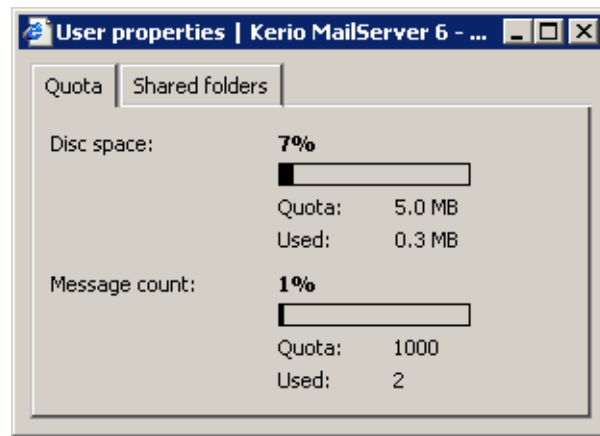 User properties | Kerio MailServer 6 - ...
Quota Shared folders
Disc space: 7%
Quota: 5.0 MB
Used: 0.3 MB
Message count: 1%
Quota: 1000
Used: 2